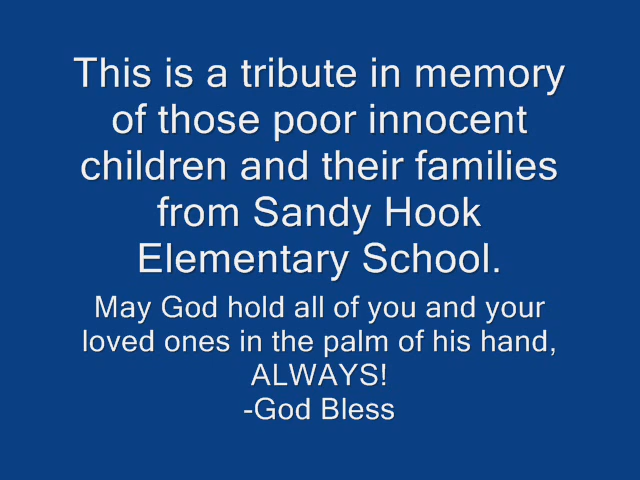 This is a tribute in memory
of those poor innocent
children and their families
from Sandy Hook
Elementary School.
May God hold all of you and your
loved ones in the palm of his hand,
ALWAYS!
-God Bless